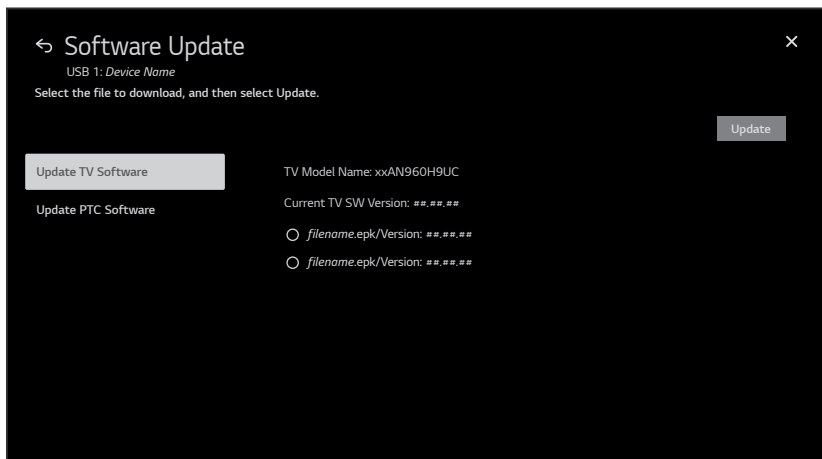 Software Update
USB 1: Device Name
Select the file to download, and then select Update.
Update
Update TV Software
TV Model Name: xxAN960H9UC
Current TV SW Version: ##.##.##
Update PTC Software
filename.epk/Version: ##.##.##
filename.epk/Version: ##.##.##